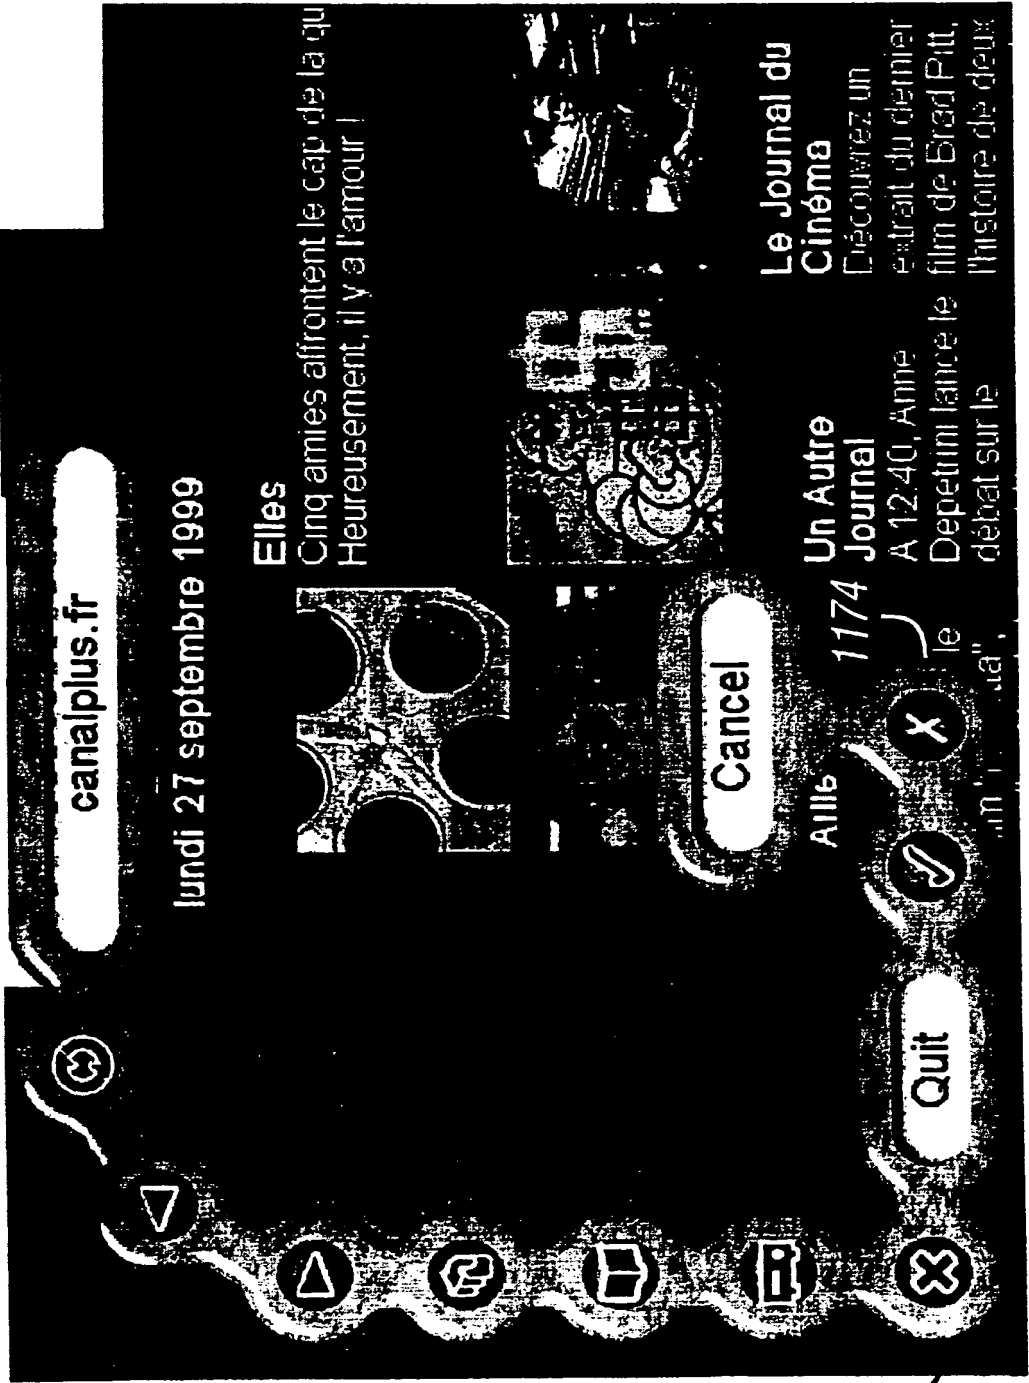 canalplus.fr
lundi 27 septembre 1999
Elles
Cinq amies affrontent le cap de la qu
Heureusement, il y a l'amour !
Cancel
Aille
1174
Quit
le
Un Autre
Journal
A 12:40, Anne
Depetrini lance le
débat sur le
Le Journal du
Cinéma
Découvrez un
extrait du dernier
film de Brad Pitt,
l'histoire de deux